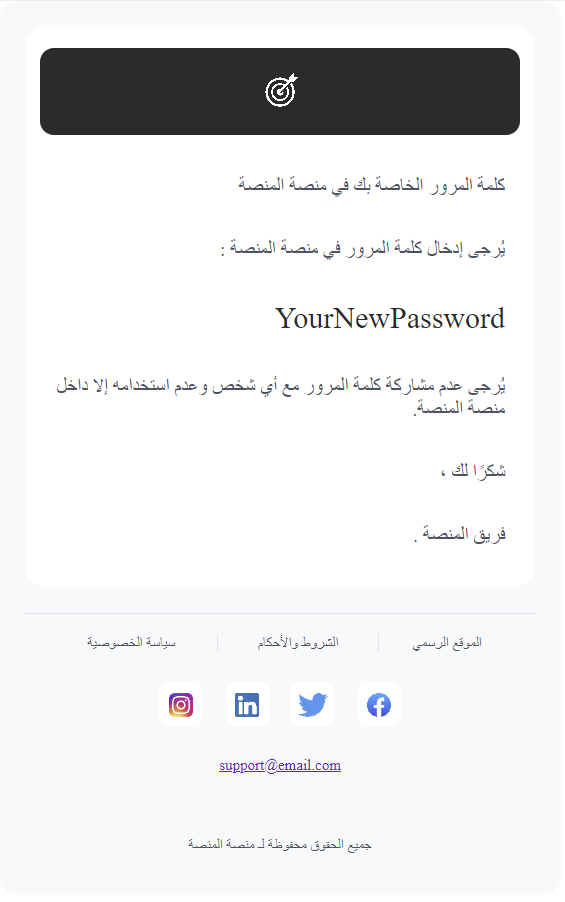 كلمة المرور الخاصة بك في منصة المنصة
يُرجى إدخال كلمة المرور في منصة المنصة :
YourNewPassword
يُرجى عدم مشاركة كلمة المرور مع أي شخص وعدم استخدامه إلا داخل
منصة المنصة.
شكرًا لك ،
فريق المنصة .
الموقع الرسمي
الشروط والأحكام
سياسة الخصوصية
support@email.com
جميع الحقوق محفوظة لـ منصة المنصة